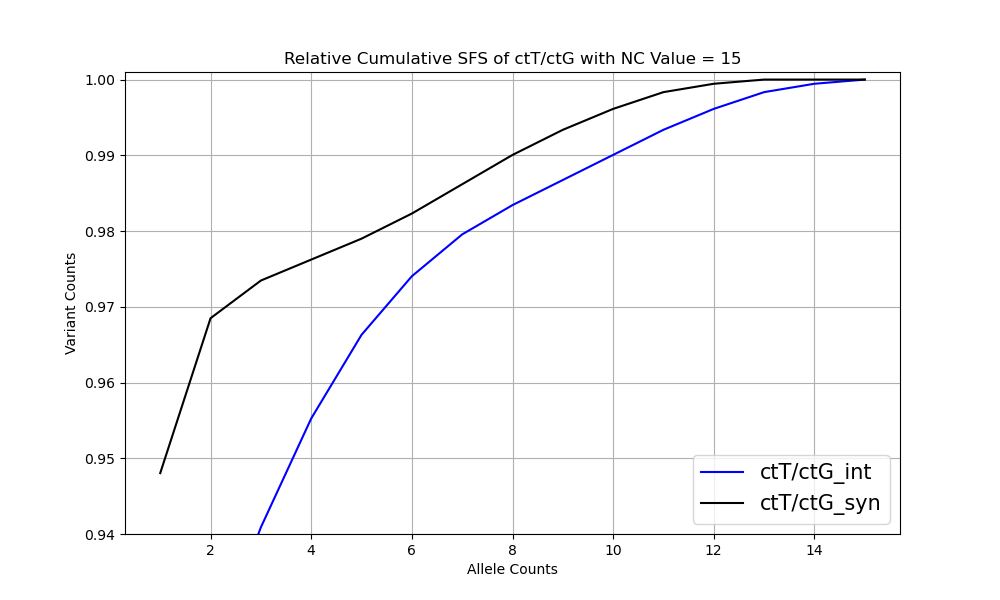 Relative Cumulative SFS of ctT/ctG with NC Value = 15
1.00
0.99
0.98
0.97
0.96
0.95
0.94
Variant Counts
2 4 6 8 10 12 14
Allele Counts
ctT/ctG_int
ctT/ctG_syn